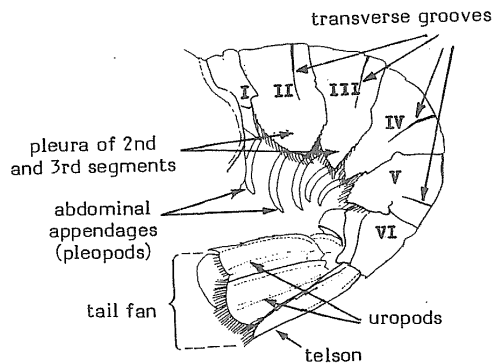 transverse grooves
I
II
III
IV
V
VI
pleura of 2nd
and 3rd segments
abdominal
appendages
(pleopods)
tail fan
uropods
telson